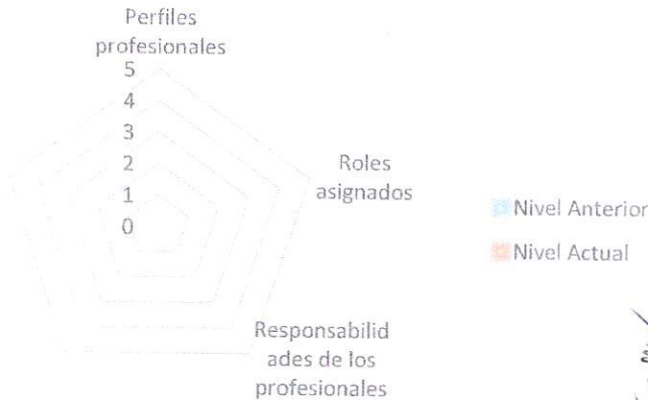 Perfiles
profesionales
5
4
3
2
1
0
Roles
asignados
Nivel Anterior
Nivel Actual
Responsabilid
ades de los
profesionales